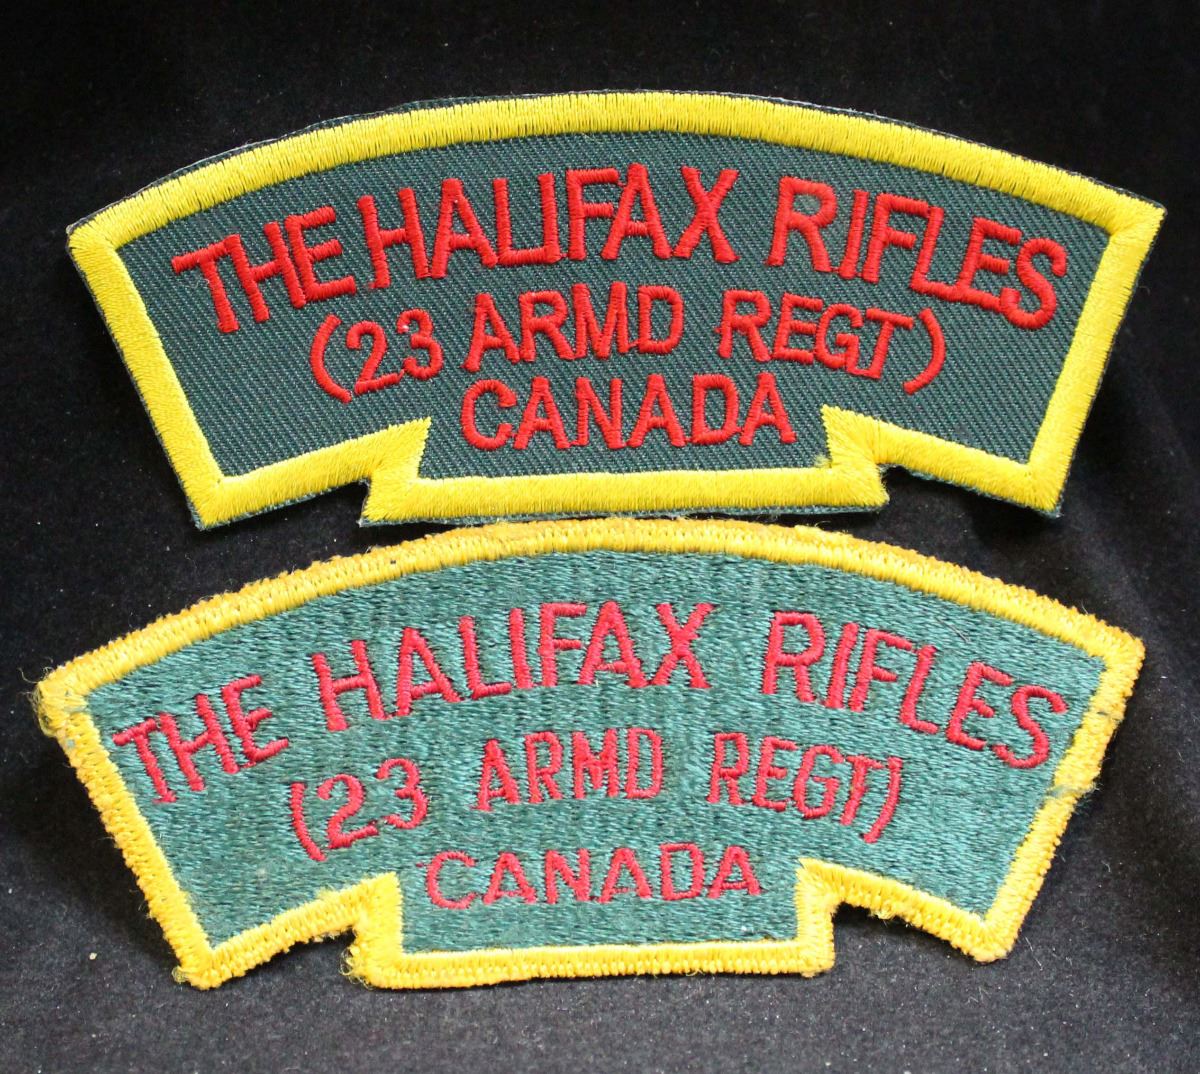 THE HALIFAX RIFLES
(23 ARMD REGT)
CANADA
THE HALIFAX RIFLES
(23 ARMD REGT)
CANADA